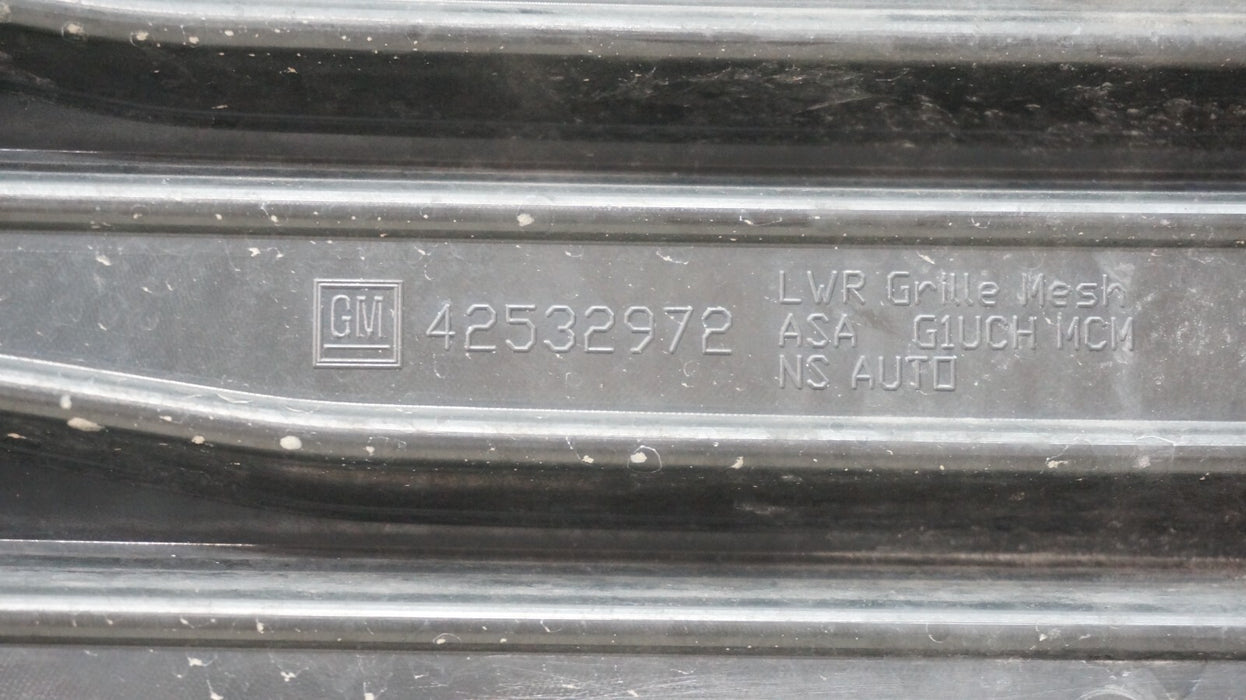 GM
42532972
LWR Grille Mesh
ASA G1UCH MCM
NS AUTO